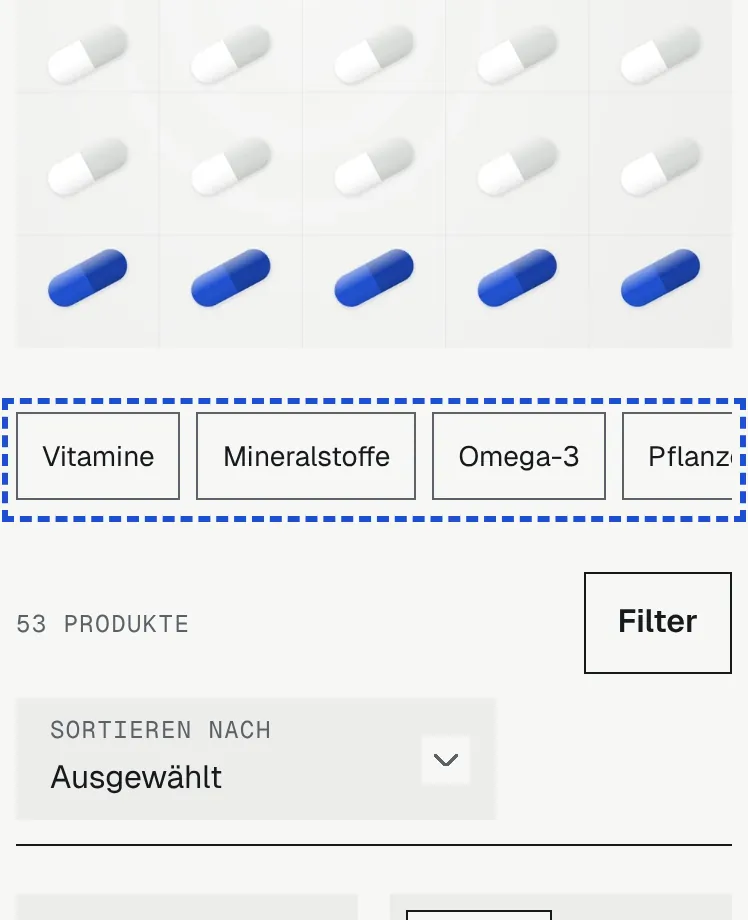 Vitamine
Mineralstoffe
Omega-3
53 PRODUKTE
Filter
SORTIEREN NACH
Ausgewählt